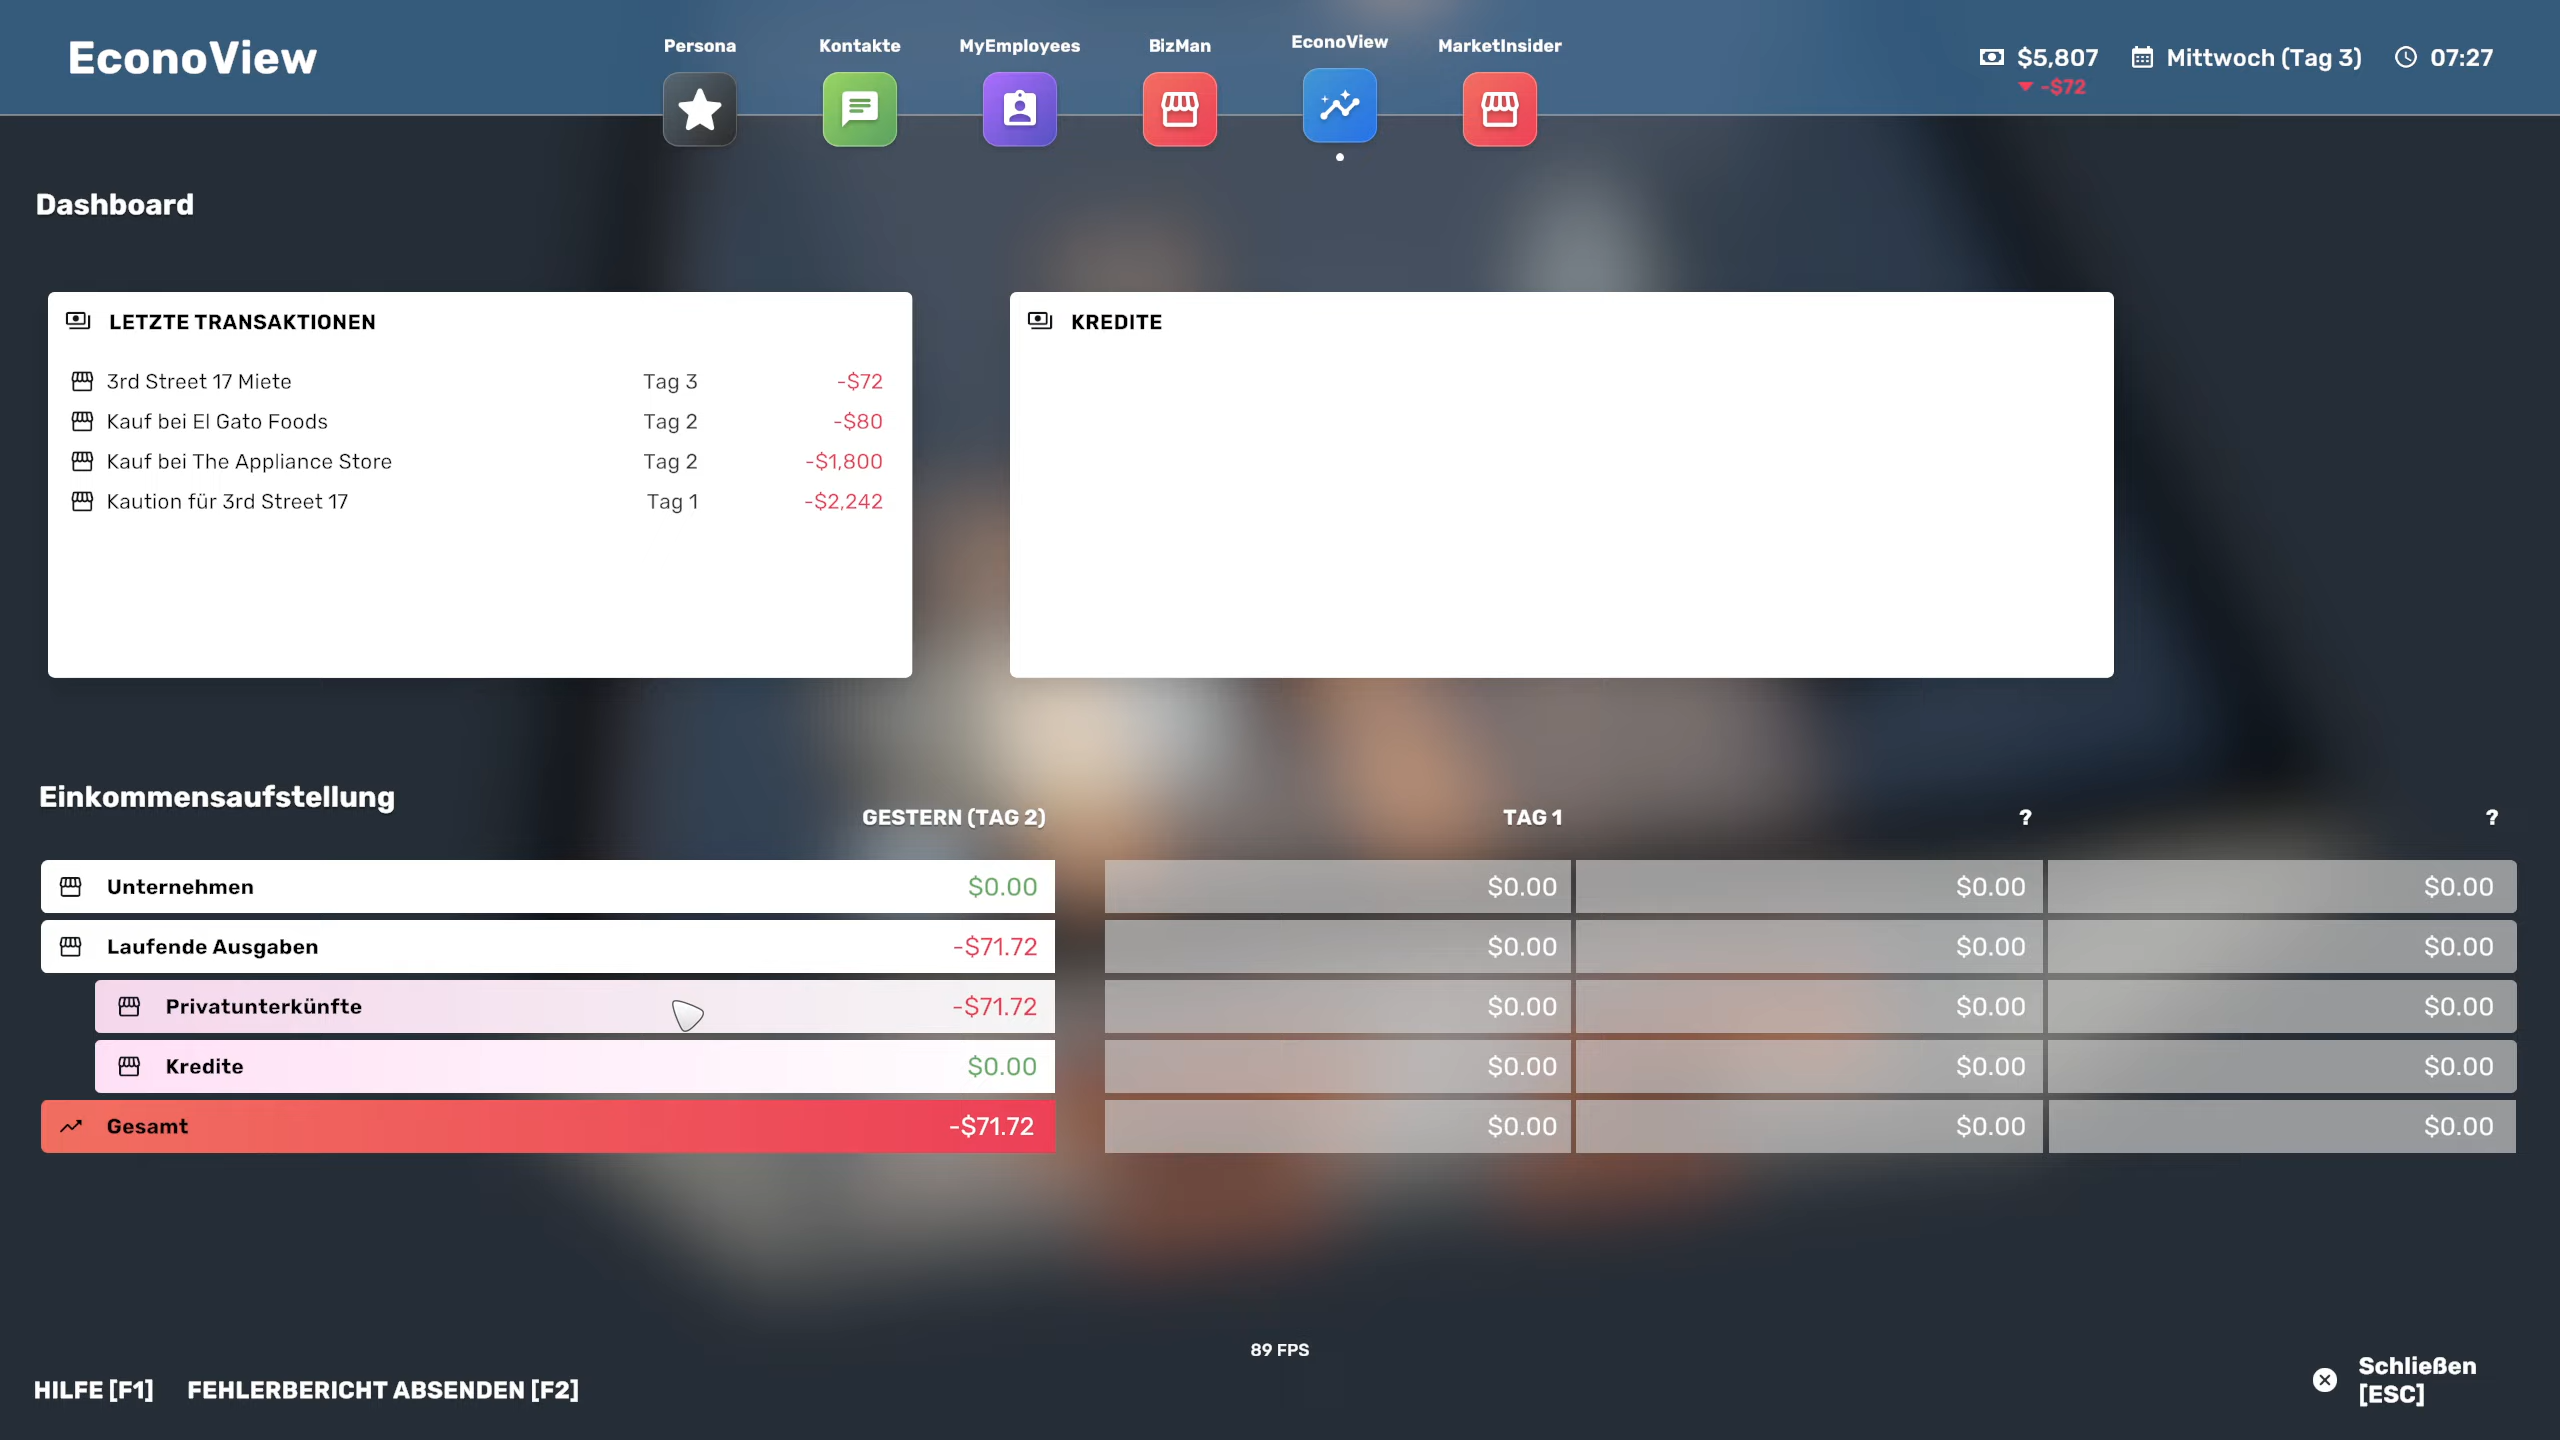 EconoView
Persona
Kontakte
MyEmployees
BizMan
EconoView
MarketInsider
$5,807
Mittwoch (Tag 3)
07:27
-$72
Dashboard
LETZTE TRANSAKTIONEN
3rd Street 17 Miete Tag 3 -$72
Kauf bei El Gato Foods Tag 2 -$80
Kauf bei The Appliance Store Tag 2 -$1,800
Kaution für 3rd Street 17 Tag 1 -$2,242
KREDITE
Einkommensaufstellung
GESTERN (TAG 2) TAG 1 ? ?
Unternehmen $0.00 $0.00 $0.00 $0.00
Laufende Ausgaben -$71.72 $0.00 $0.00 $0.00
Privatunterkünfte -$71.72 $0.00 $0.00 $0.00
Kredite $0.00 $0.00 $0.00 $0.00
Gesamt -$71.72 $0.00 $0.00 $0.00
89 FPS
HILFE [F1] FEHLERBERICHT ABSENDEN [F2]
Schließen
[ESC]